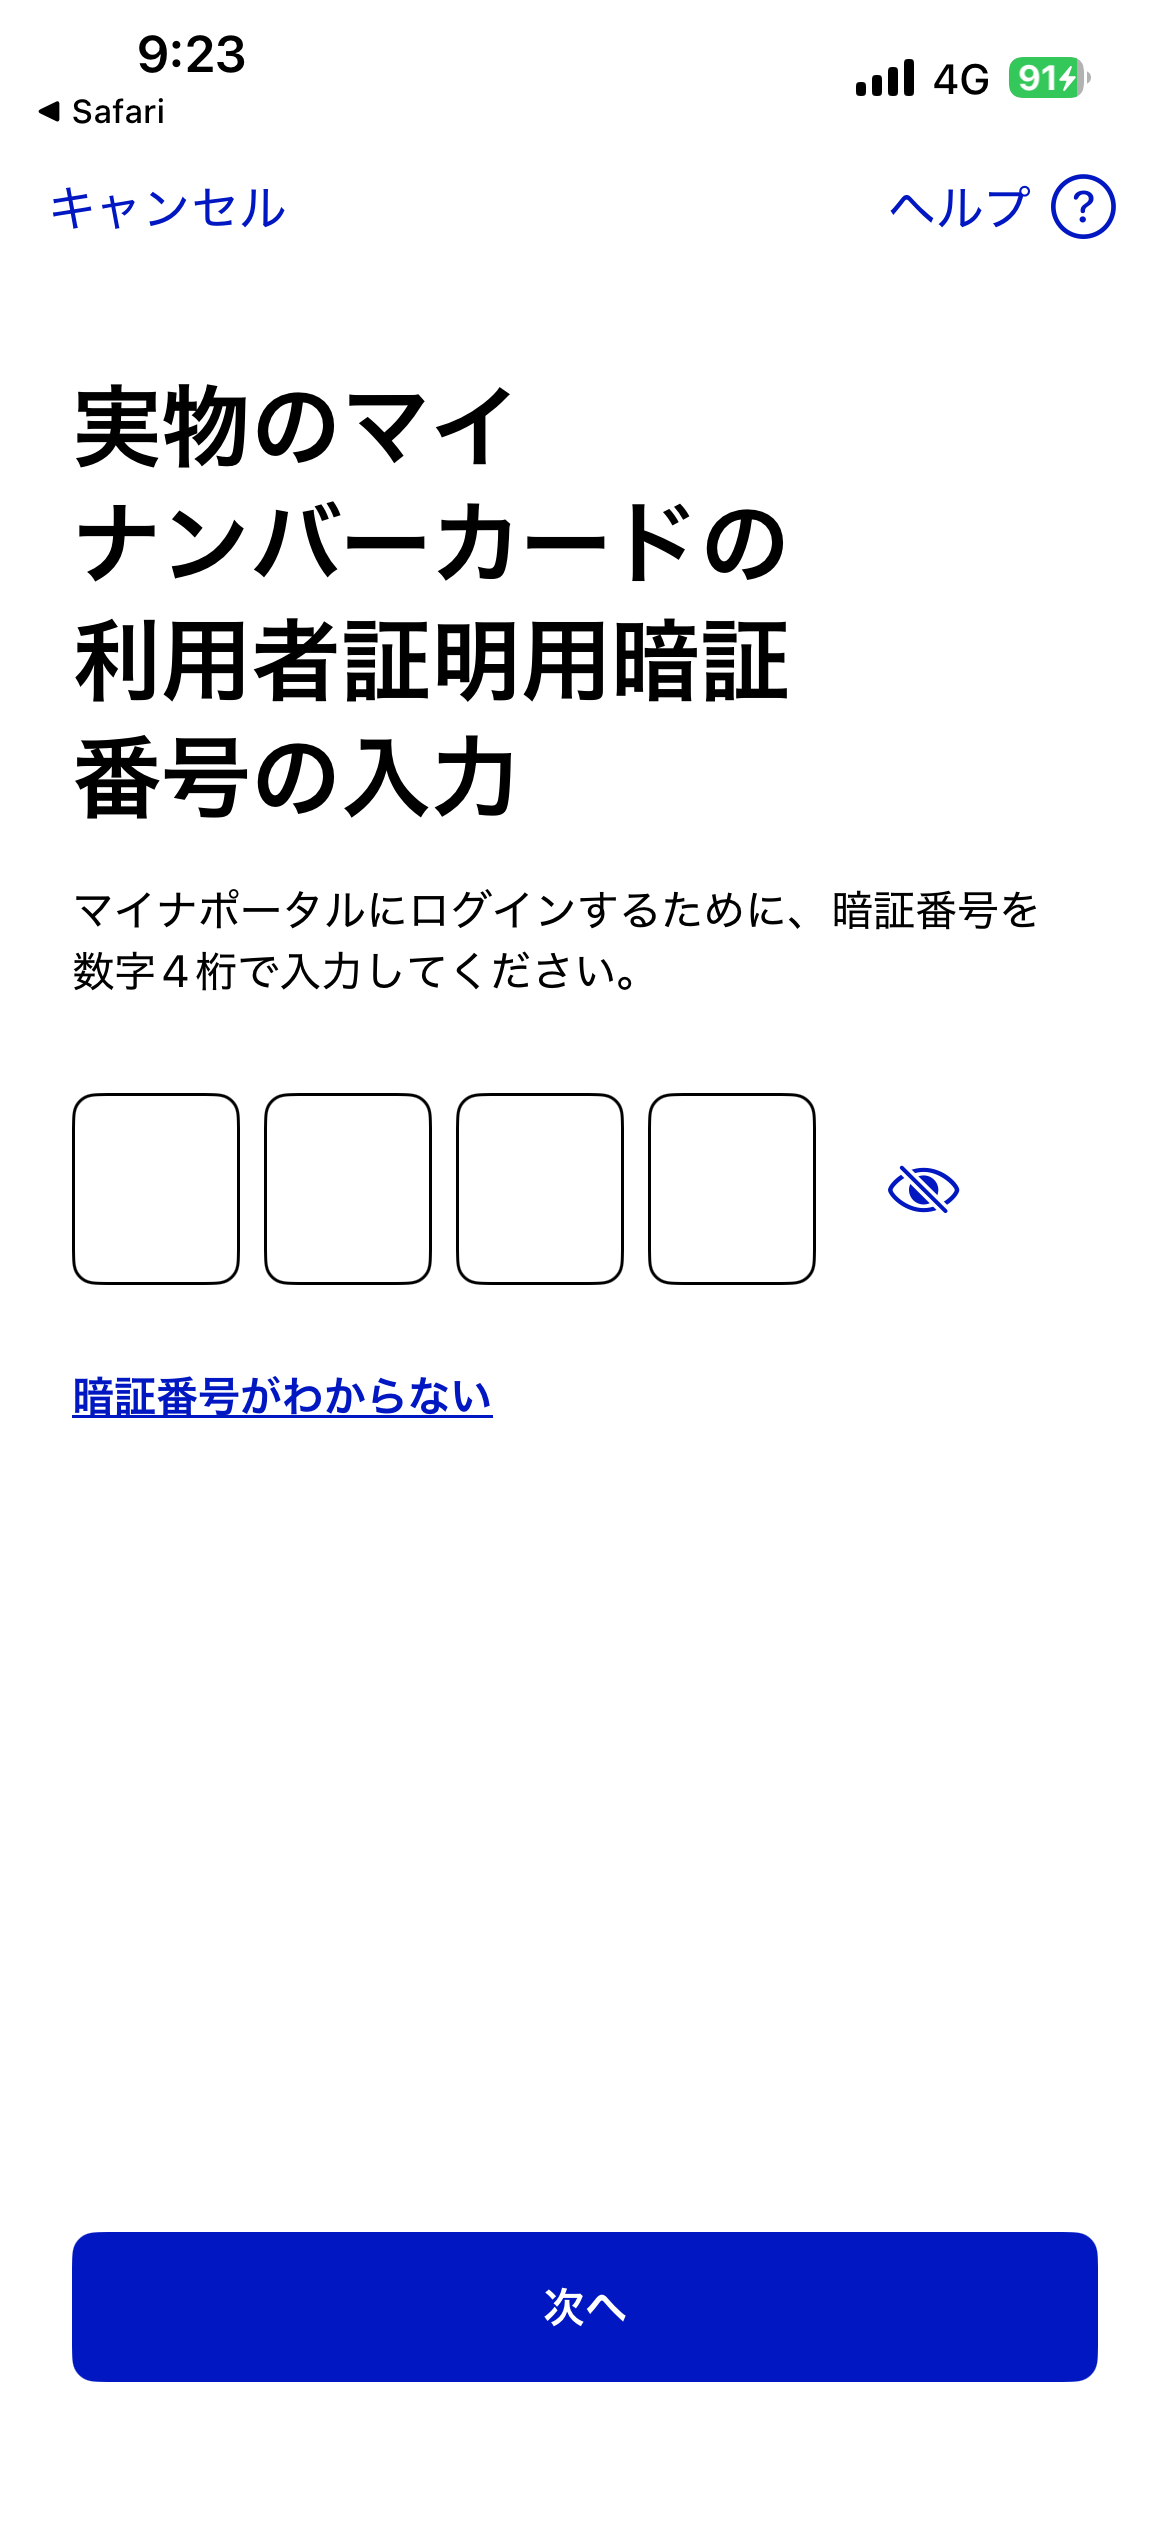 9:23
4G 91
◀ Safari
キャンセル
ヘルプ ?
実物のマイ
ナンバーカードの
利用者証明用暗証
番号の入力
マイナポータルにログインするために、暗証番号を
数字4桁で入力してください。
暗証番号がわからない
次へ